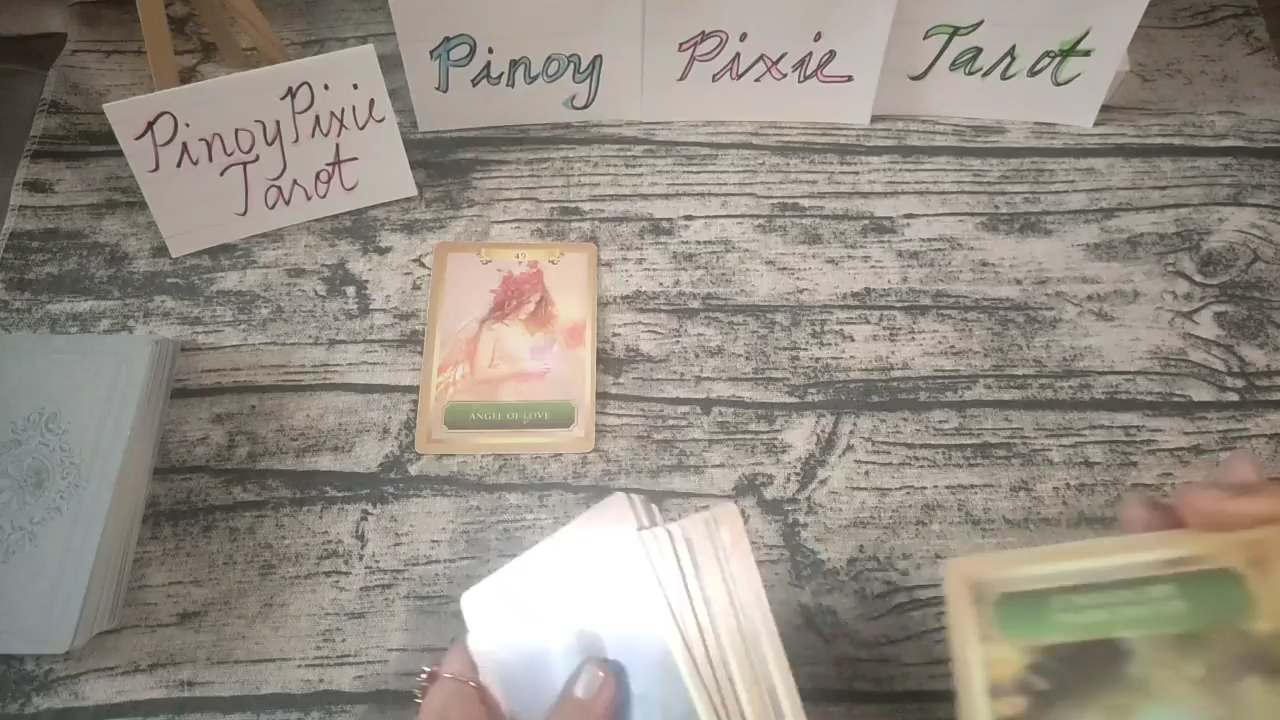 Pinoy Pixie Tarot
PinoyPixie
Tarot
49
ANGEL OF LOVE